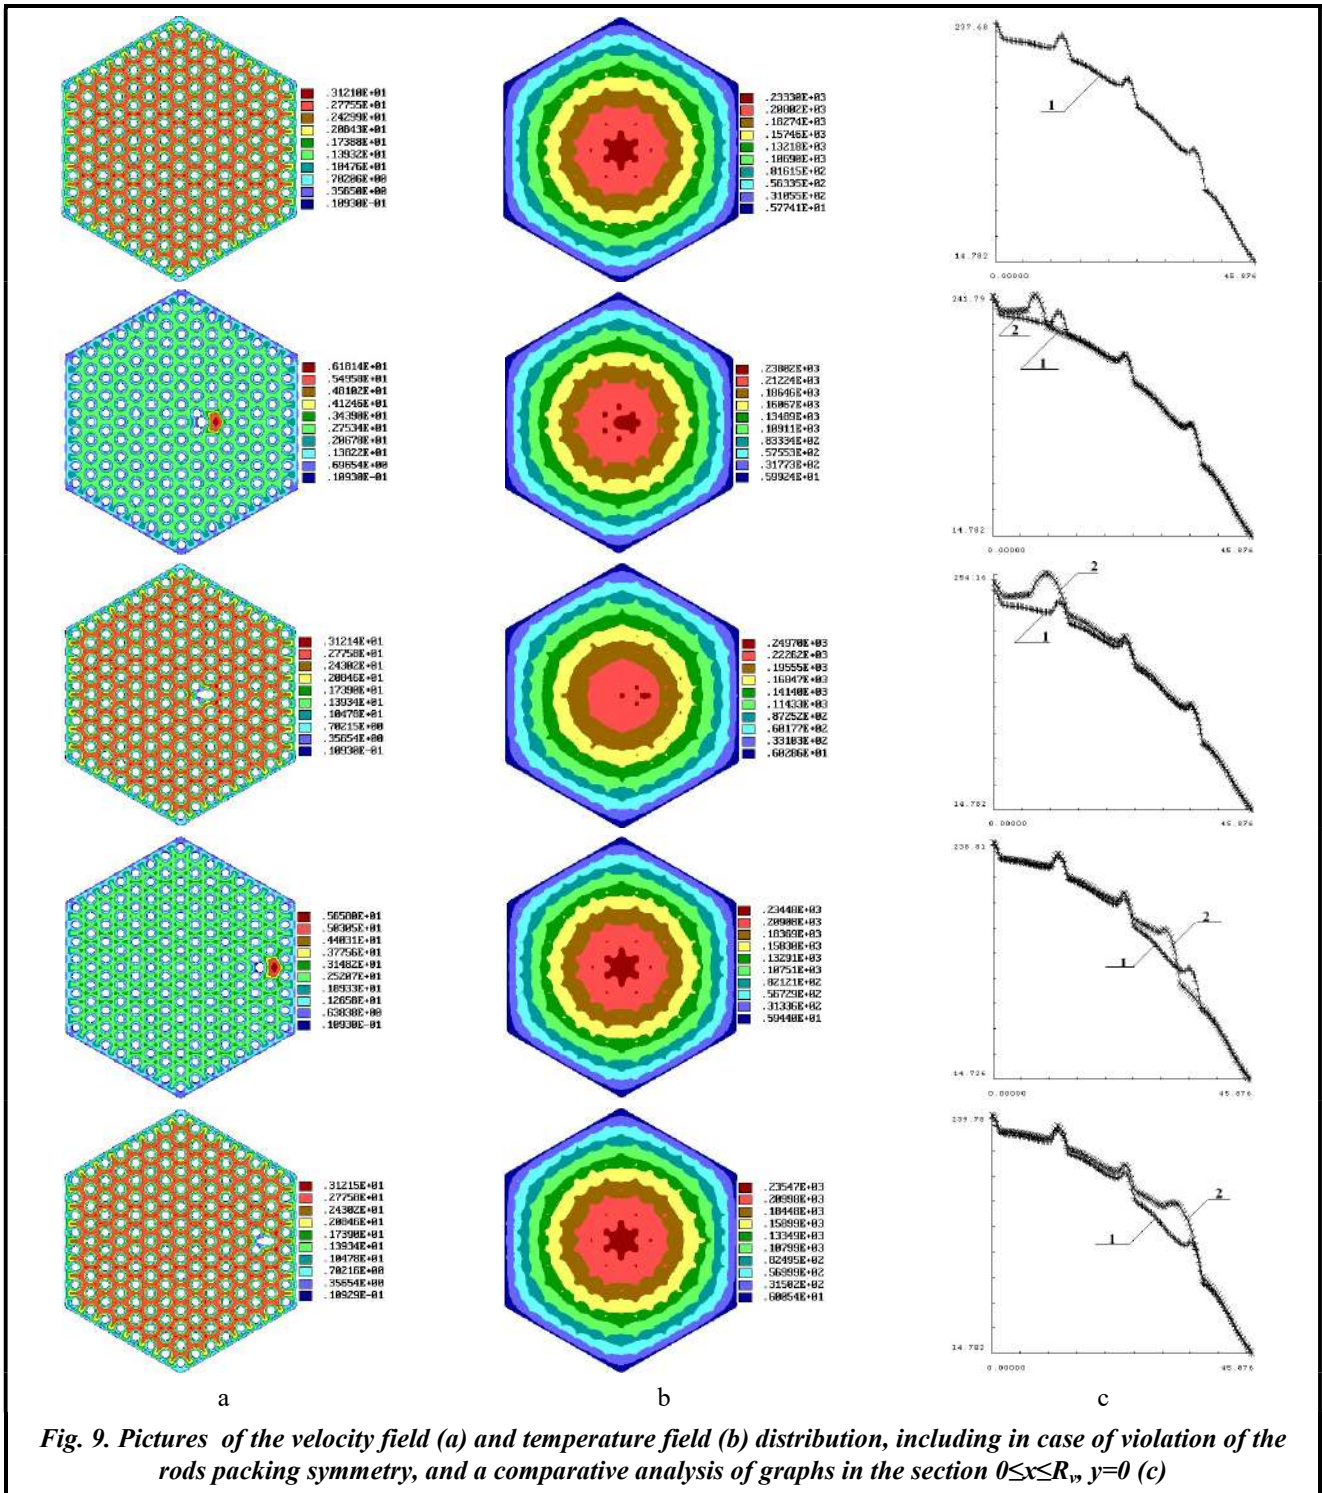 .31210E+01
.27755E+01
.24299E+01
.20843E+01
.17388E+01
.13932E+01
.10476E+01
.70206E+00
.35650E+00
.10930E-01
.23330E+03
.20802E+03
.18274E+03
.15746E+03
.13218E+03
.10690E+03
.81615E+02
.56335E+02
.31055E+02
.57741E+01
237.68
1
14.782
0.00000
45.876
.61814E+01
.54958E+01
.48102E+01
.41246E+01
.34390E+01
.27534E+01
.20678E+01
.13822E+01
.69654E+00
.10930E-01
.23802E+03
.21224E+03
.18646E+03
.16067E+03
.13489E+03
.10911E+03
.83334E+02
.57553E+02
.31773E+02
.59924E+01
241.79
2
1
14.782
0.00000
45.876
.31214E+01
.27758E+01
.24302E+01
.20846E+01
.17390E+01
.13934E+01
.10478E+01
.70215E+00
.35654E+00
.10930E-01
.24970E+03
.22262E+03
.19555E+03
.16847E+03
.14140E+03
.11433E+03
.87252E+02
.60177E+02
.33103E+02
.60286E+01
254.16
2
1
14.782
0.00000
45.876
.56580E+01
.50305E+01
.44031E+01
.37756E+01
.31482E+01
.25207E+01
.18933E+01
.12658E+01
.63838E+00
.10930E-01
.23448E+03
.20908E+03
.18369E+03
.15830E+03
.13291E+03
.10751E+03
.82121E+02
.56729E+02
.31336E+02
.59440E+01
238.81
2
1
14.736
0.00000
45.876
.31215E+01
.27758E+01
.24302E+01
.20846E+01
.17390E+01
.13934E+01
.10478E+01
.70216E+00
.35654E+00
.10929E-01
.23547E+03
.20998E+03
.18448E+03
.15899E+03
.13349E+03
.10799E+03
.82495E+02
.56999E+02
.31502E+02
.60054E+01
239.78
2
1
14.782
0.00000
45.876
a b c
Fig. 9. Pictures of the velocity field (a) and temperature field (b) distribution, including in case of violation of the
rods packing symmetry, and a comparative analysis of graphs in the section 0≤x≤Rᵥ, y=0 (c)